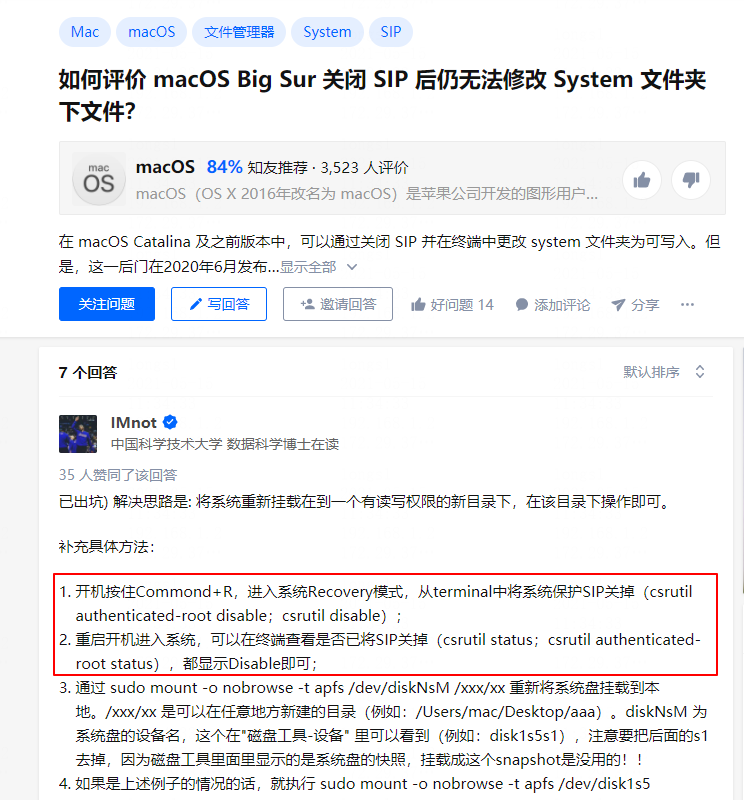 Mac macOS 文件管理器 System SIP
如何评价 macOS Big Sur 关闭 SIP 后仍无法修改 System 文件夹
下文件?
mac
OS
macOS 84% 知友推荐 · 3,523 人评价
macOS（OS X 2016年改名为 macOS）是苹果公司开发的图形用户...
在 macOS Catalina 及之前版本中，可以通过关闭 SIP 并在终端中更改 system 文件夹为可写入。但
是，这一后门在2020年6月发布...显示全部
关注问题 写回答 邀请回答 好问题 14 添加评论 分享 ···
7 个回答 默认排序
IMnot
中国科学技术大学 数据科学博士在读
35 人赞同了该回答
已出坑) 解决思路是: 将系统重新挂载在到一个有读写权限的新目录下，在该目录下操作即可。
补充具体方法：
1. 开机按住Commond+R，进入系统Recovery模式，从terminal中将系统保护SIP关掉（csrutil
authenticated-root disable；csrutil disable）;
2. 重启开机进入系统，可以在终端查看是否已将SIP关掉（csrutil status；csrutil authenticated-
root status）, 都显示Disable即可;
3. 通过 sudo mount -o nobrowse -t apfs /dev/diskNsM /xxx/xx 重新将系统盘挂载到本
地。/xxx/xx 是可以在任意地方新建的目录（例如：/Users/mac/Desktop/aaa）。diskNsM 为
系统盘的设备名，这个在"磁盘工具-设备" 里可以看到（例如：disk1s5s1），注意要把后面的s1
去掉，因为磁盘工具里面里显示的是系统盘的快照，挂载成这个snapshot是没用的！！
4. 如果是上述例子的情况的话，就执行 sudo mount -o nobrowse -t apfs /dev/disk1s5